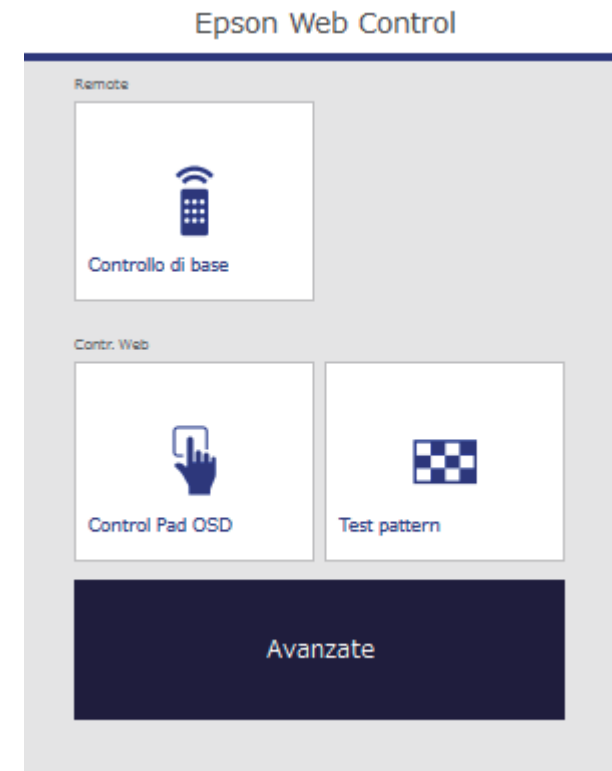 Epson Web Control
Remote
Controllo di base
Contr. Web
Control Pad OSD
Test pattern
Avanzate